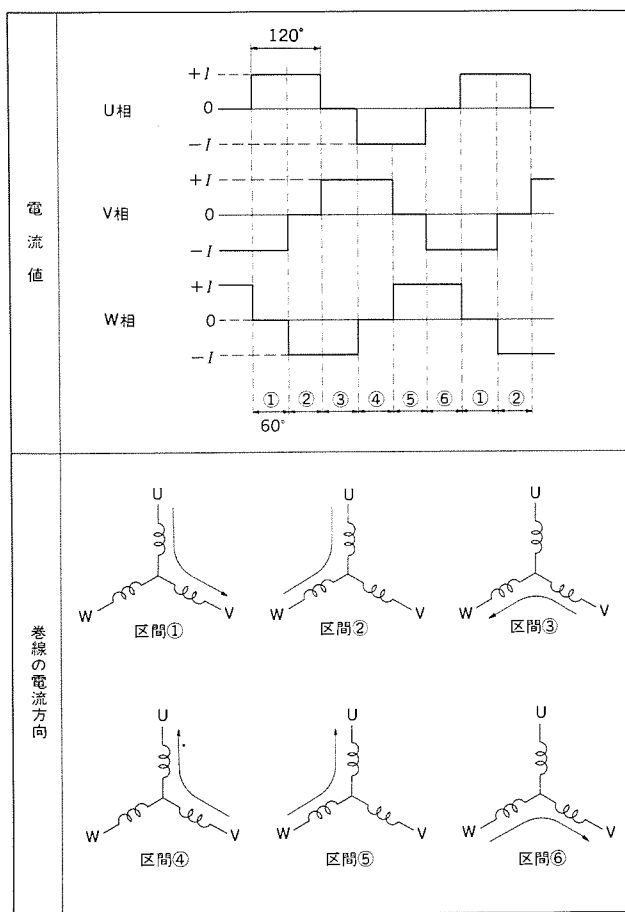 電流値
120°
+I
U相
0
−I
+I
V相
0
−I
+I
W相
0
−I
① ② ③ ④ ⑤ ⑥ ① ②
60°
巻線の電流方向
U
W
V
区間①
U
W
V
区間②
U
W
V
区間③
U
W
V
区間④
U
W
V
区間⑤
U
W
V
区間⑥